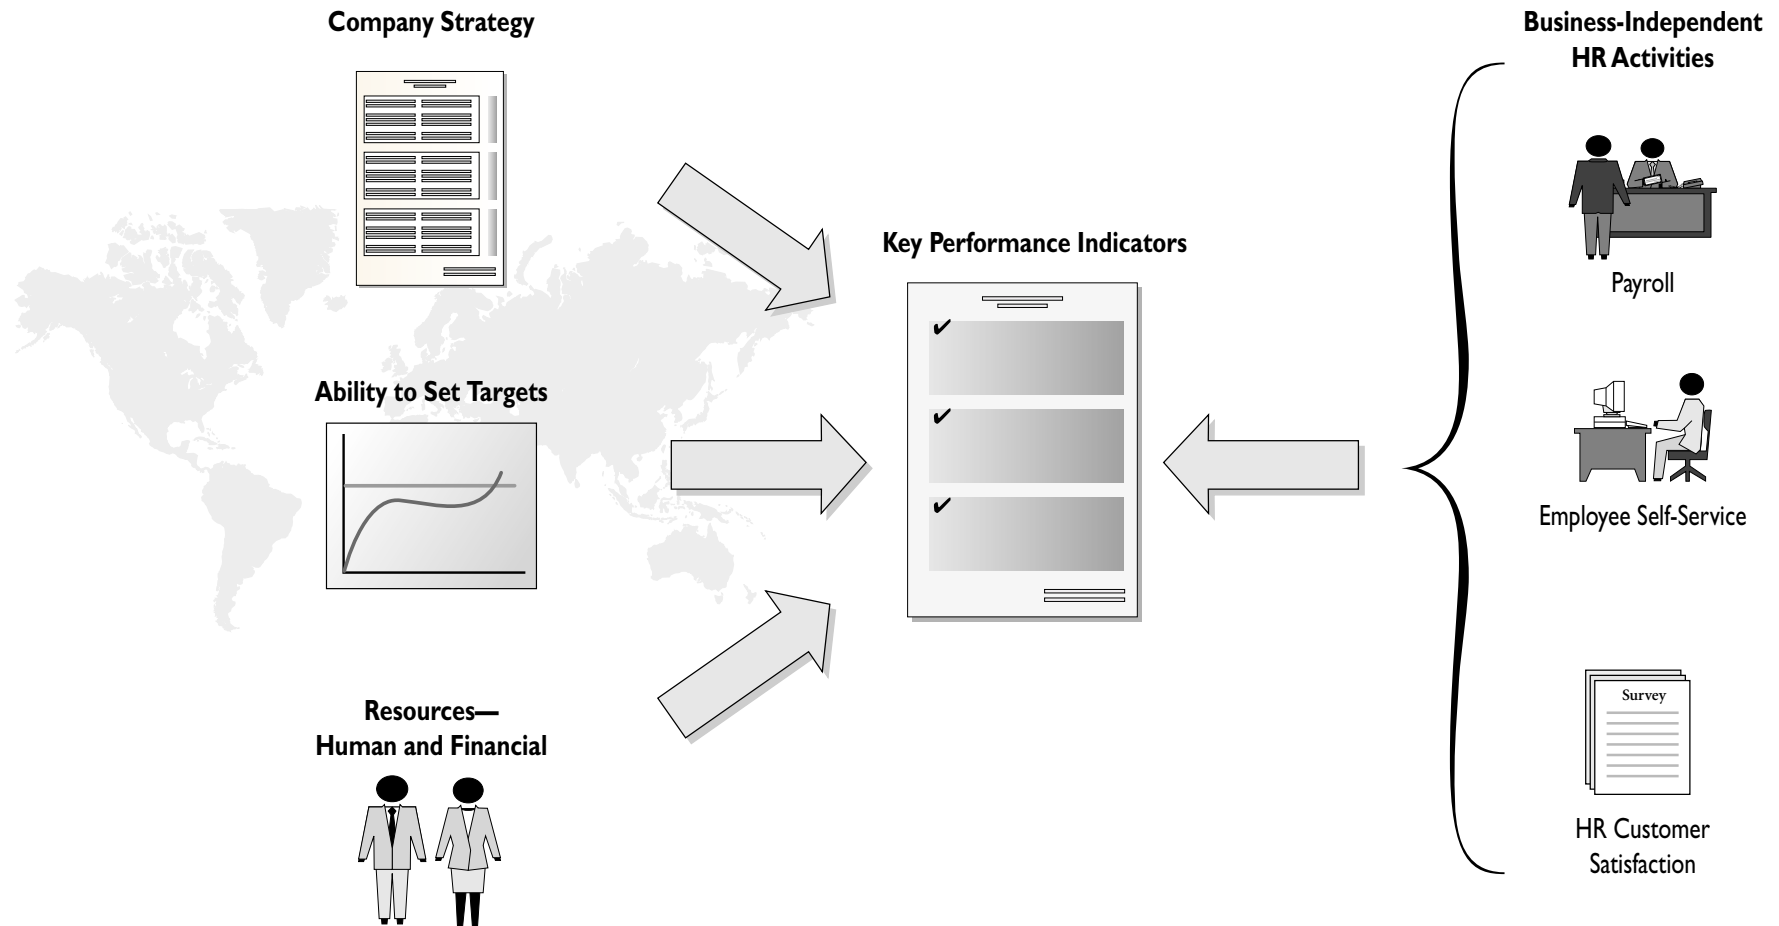 Company Strategy
Business-Independent
HR Activities
Key Performance Indicators
Payroll
Ability to Set Targets
Employee Self-Service
Resources—
Human and Financial
Survey
HR Customer
Satisfaction